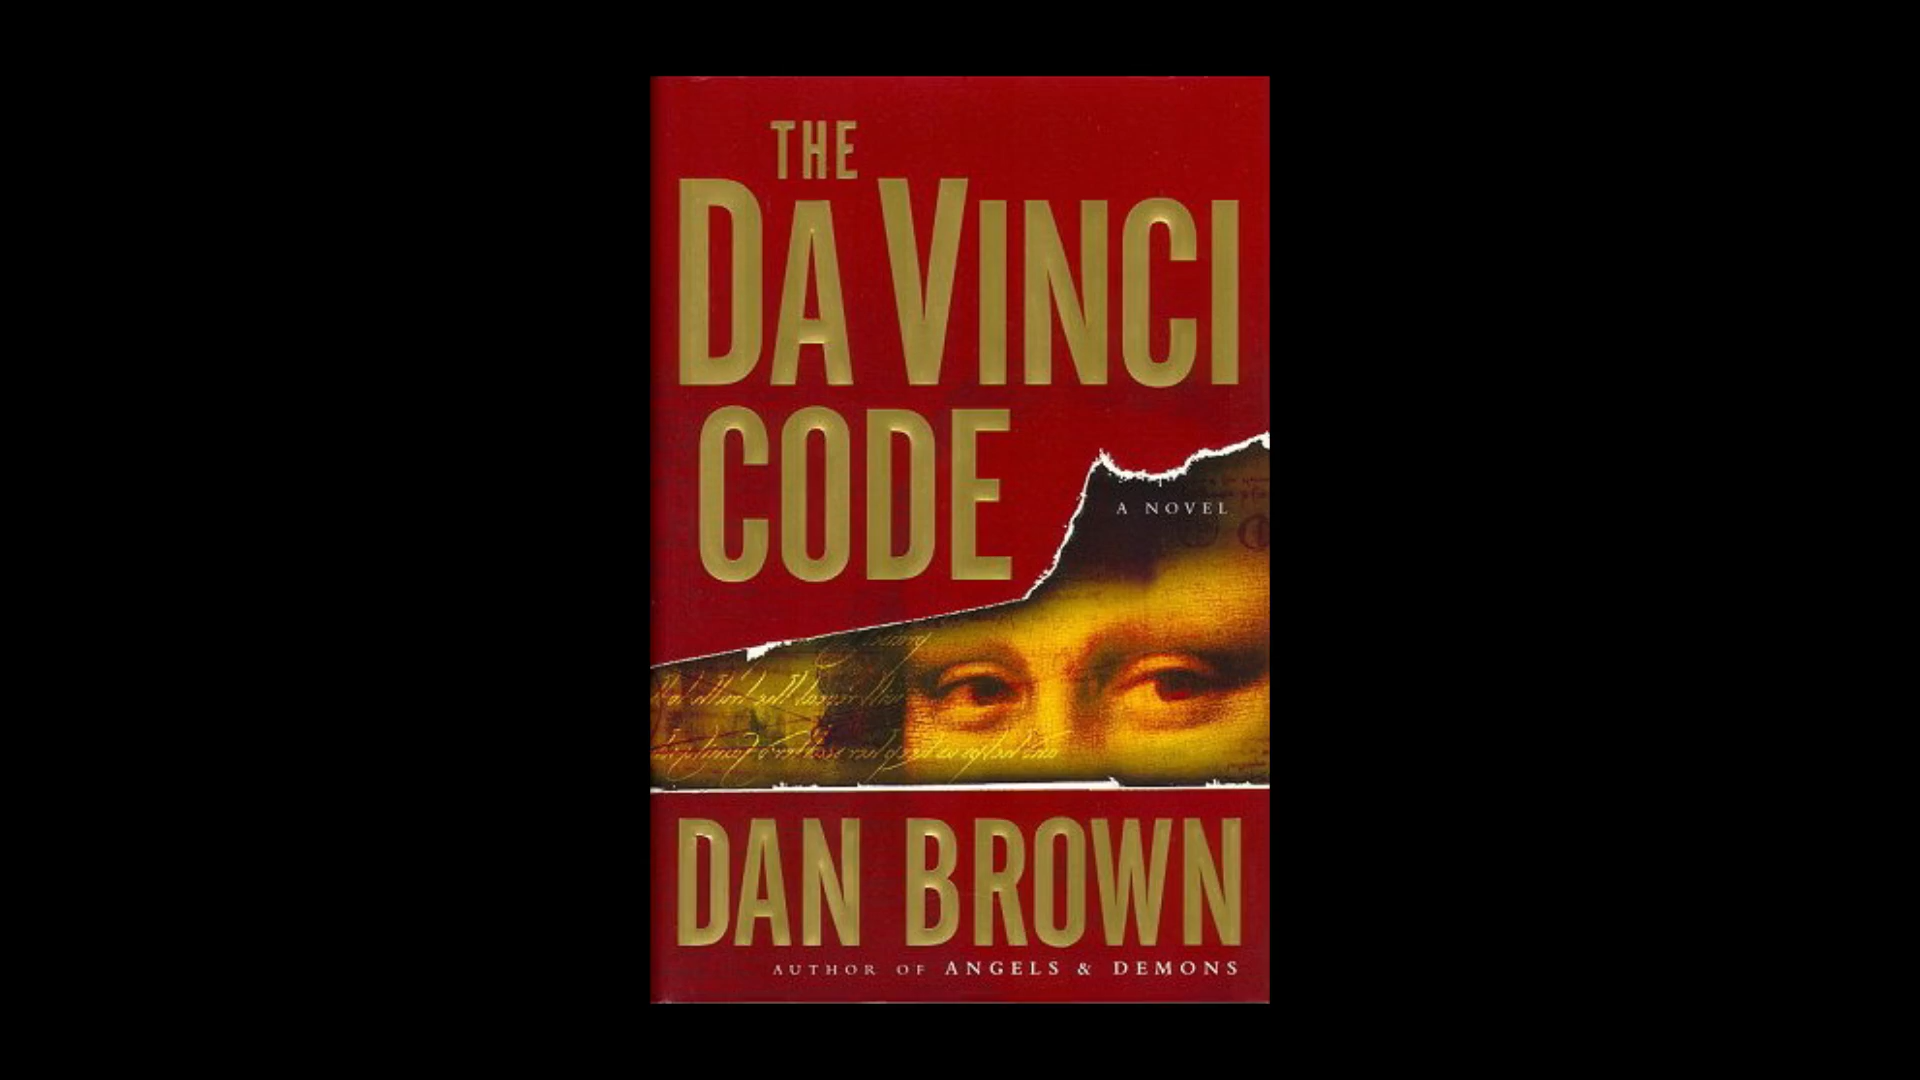 THE
DA VINCI
CODE
A NOVEL
DAN BROWN
AUTHOR OF ANGELS & DEMONS